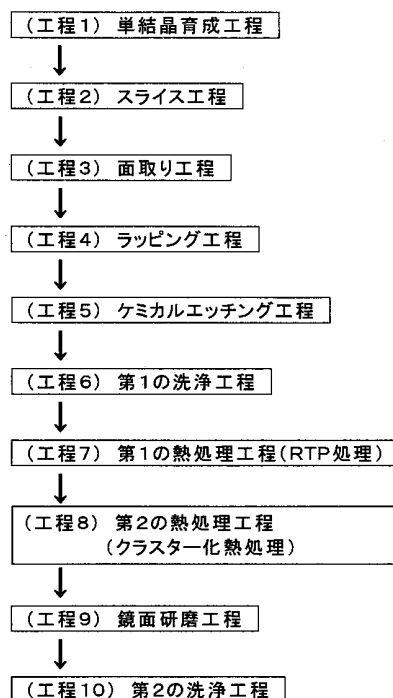 (工程1) 単結晶育成工程
(工程2) スライス工程
(工程3) 面取り工程
(工程4) ラッピング工程
(工程5) ケミカルエッチング工程
(工程6) 第1の洗浄工程
(工程7) 第1の熱処理工程(RTP処理)
(工程8) 第2の熱処理工程
(クラスター化熱処理)
(工程9) 鏡面研磨工程
(工程10) 第2の洗浄工程